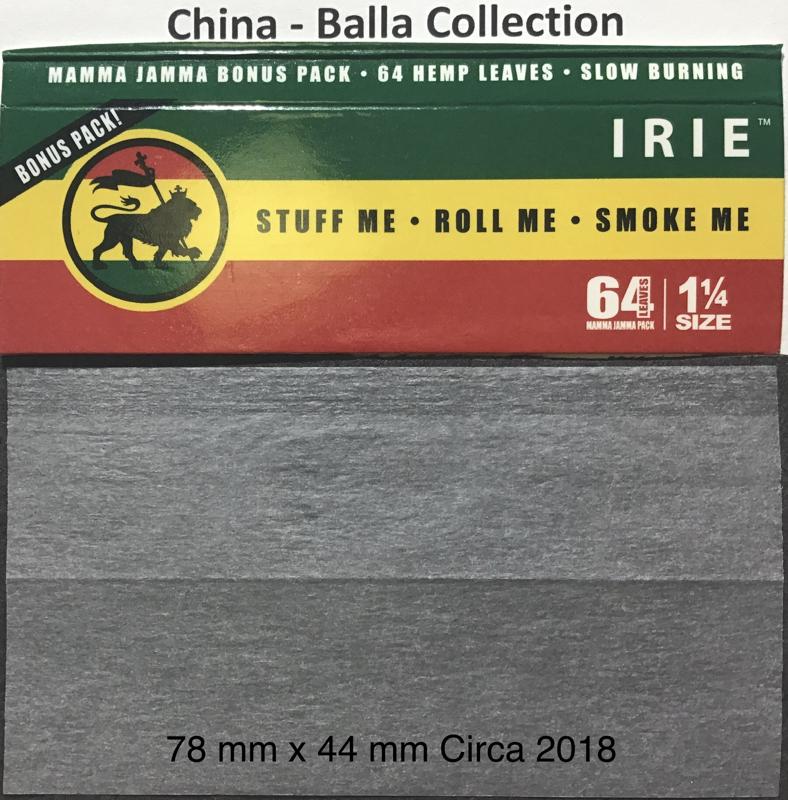 China - Balla Collection
MAMMA JAMMA BONUS PACK • 64 HEMP LEAVES • SLOW BURNING
BONUS PACK!
IRIE™
STUFF ME • ROLL ME • SMOKE ME
64 LEAVES
MAMMA JAMMA PACK
1¼
SIZE
78 mm x 44 mm Circa 2018